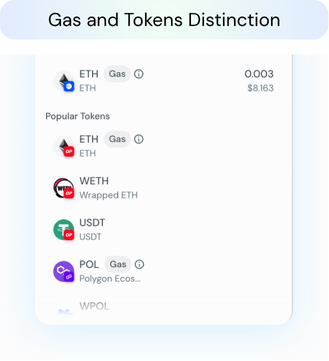 Gas and Tokens Distinction
ETH Gas 0.003
ETH $8.163
Popular Tokens
ETH Gas
ETH
WETH
Wrapped ETH
USDT
USDT
POL Gas
Polygon Ecos...
WPOL